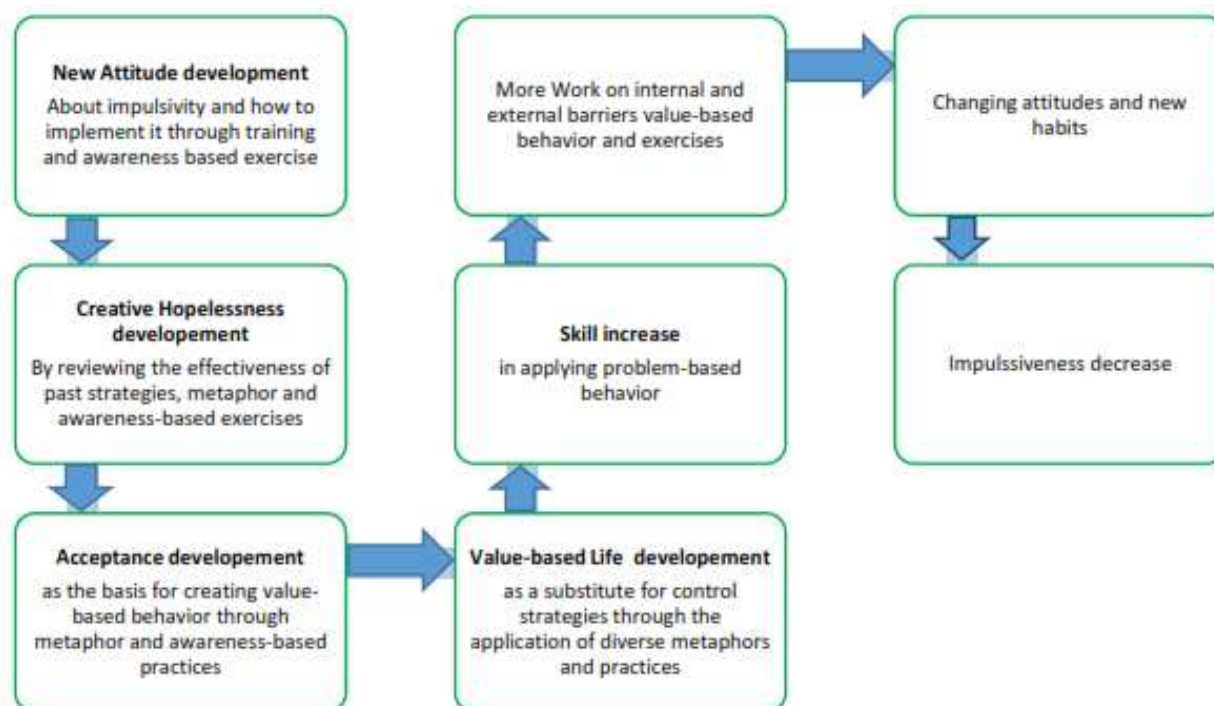 New Attitude development
About impulsivity and how to
implement it through training
and awareness based exercise
Creative Hopelessness
developement
By reviewing the effectiveness of
past strategies, metaphor and
awareness-based exercises
Acceptance developement
as the basis for creating value-
based behavior through
metaphor and awareness-based
practices
Value-based Life developement
as a substitute for control
strategies through the
application of diverse metaphors
and practices
Skill increase
in applying problem-based
behavior
More Work on internal and
external barriers value-based
behavior and exercises
Changing attitudes and new
habits
Impulssiveness decrease